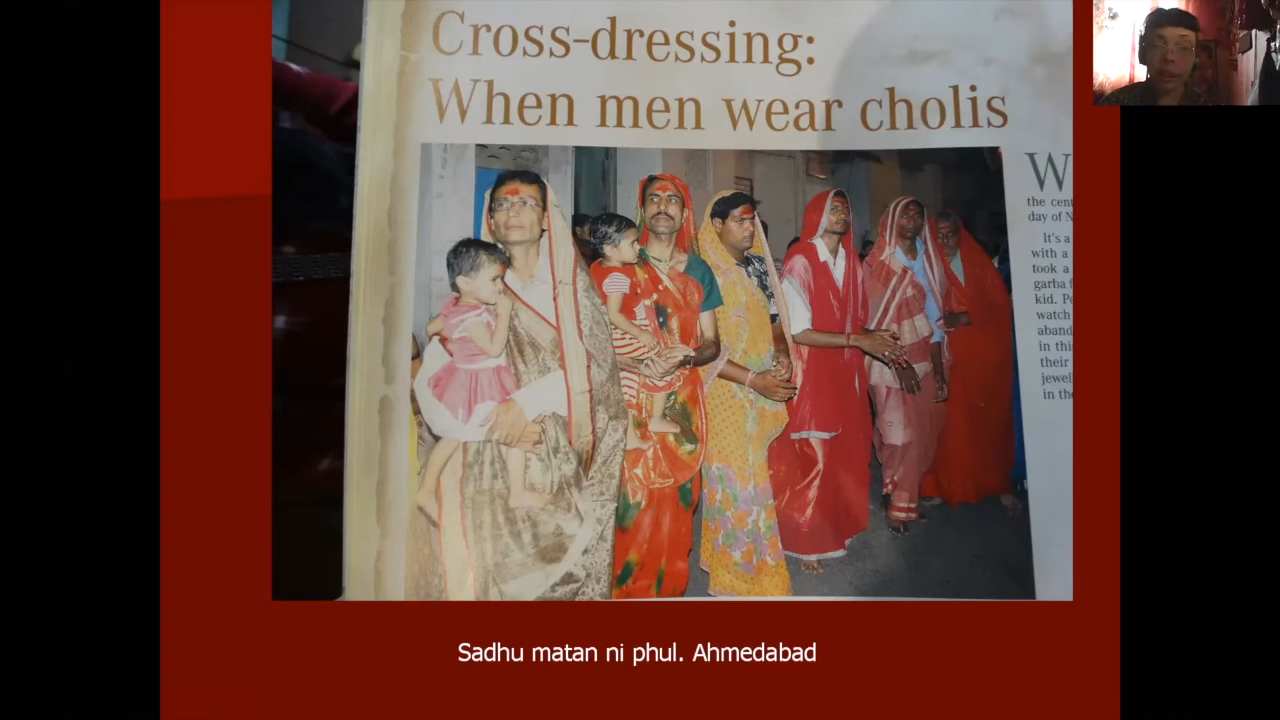 Cross-dressing:
When men wear cholis
W
the cent
day of N
It's a
with a
took a
garba f
kid. Pe
watch
aband
in this
their
jewel
in the
Sadhu matan ni phul. Ahmedabad